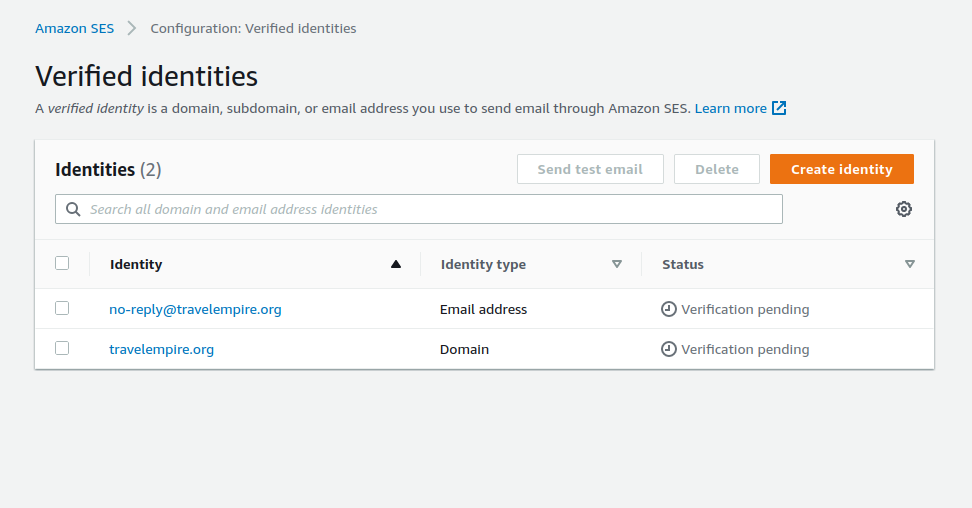 Amazon SES > Configuration: Verified identities
Verified identities
A verified identity is a domain, subdomain, or email address you use to send email through Amazon SES. Learn more
Identities (2) Send test email Delete Create identity
Search all domain and email address identities
Identity Identity type Status
no-reply@travelempire.org Email address Verification pending
travelempire.org Domain Verification pending